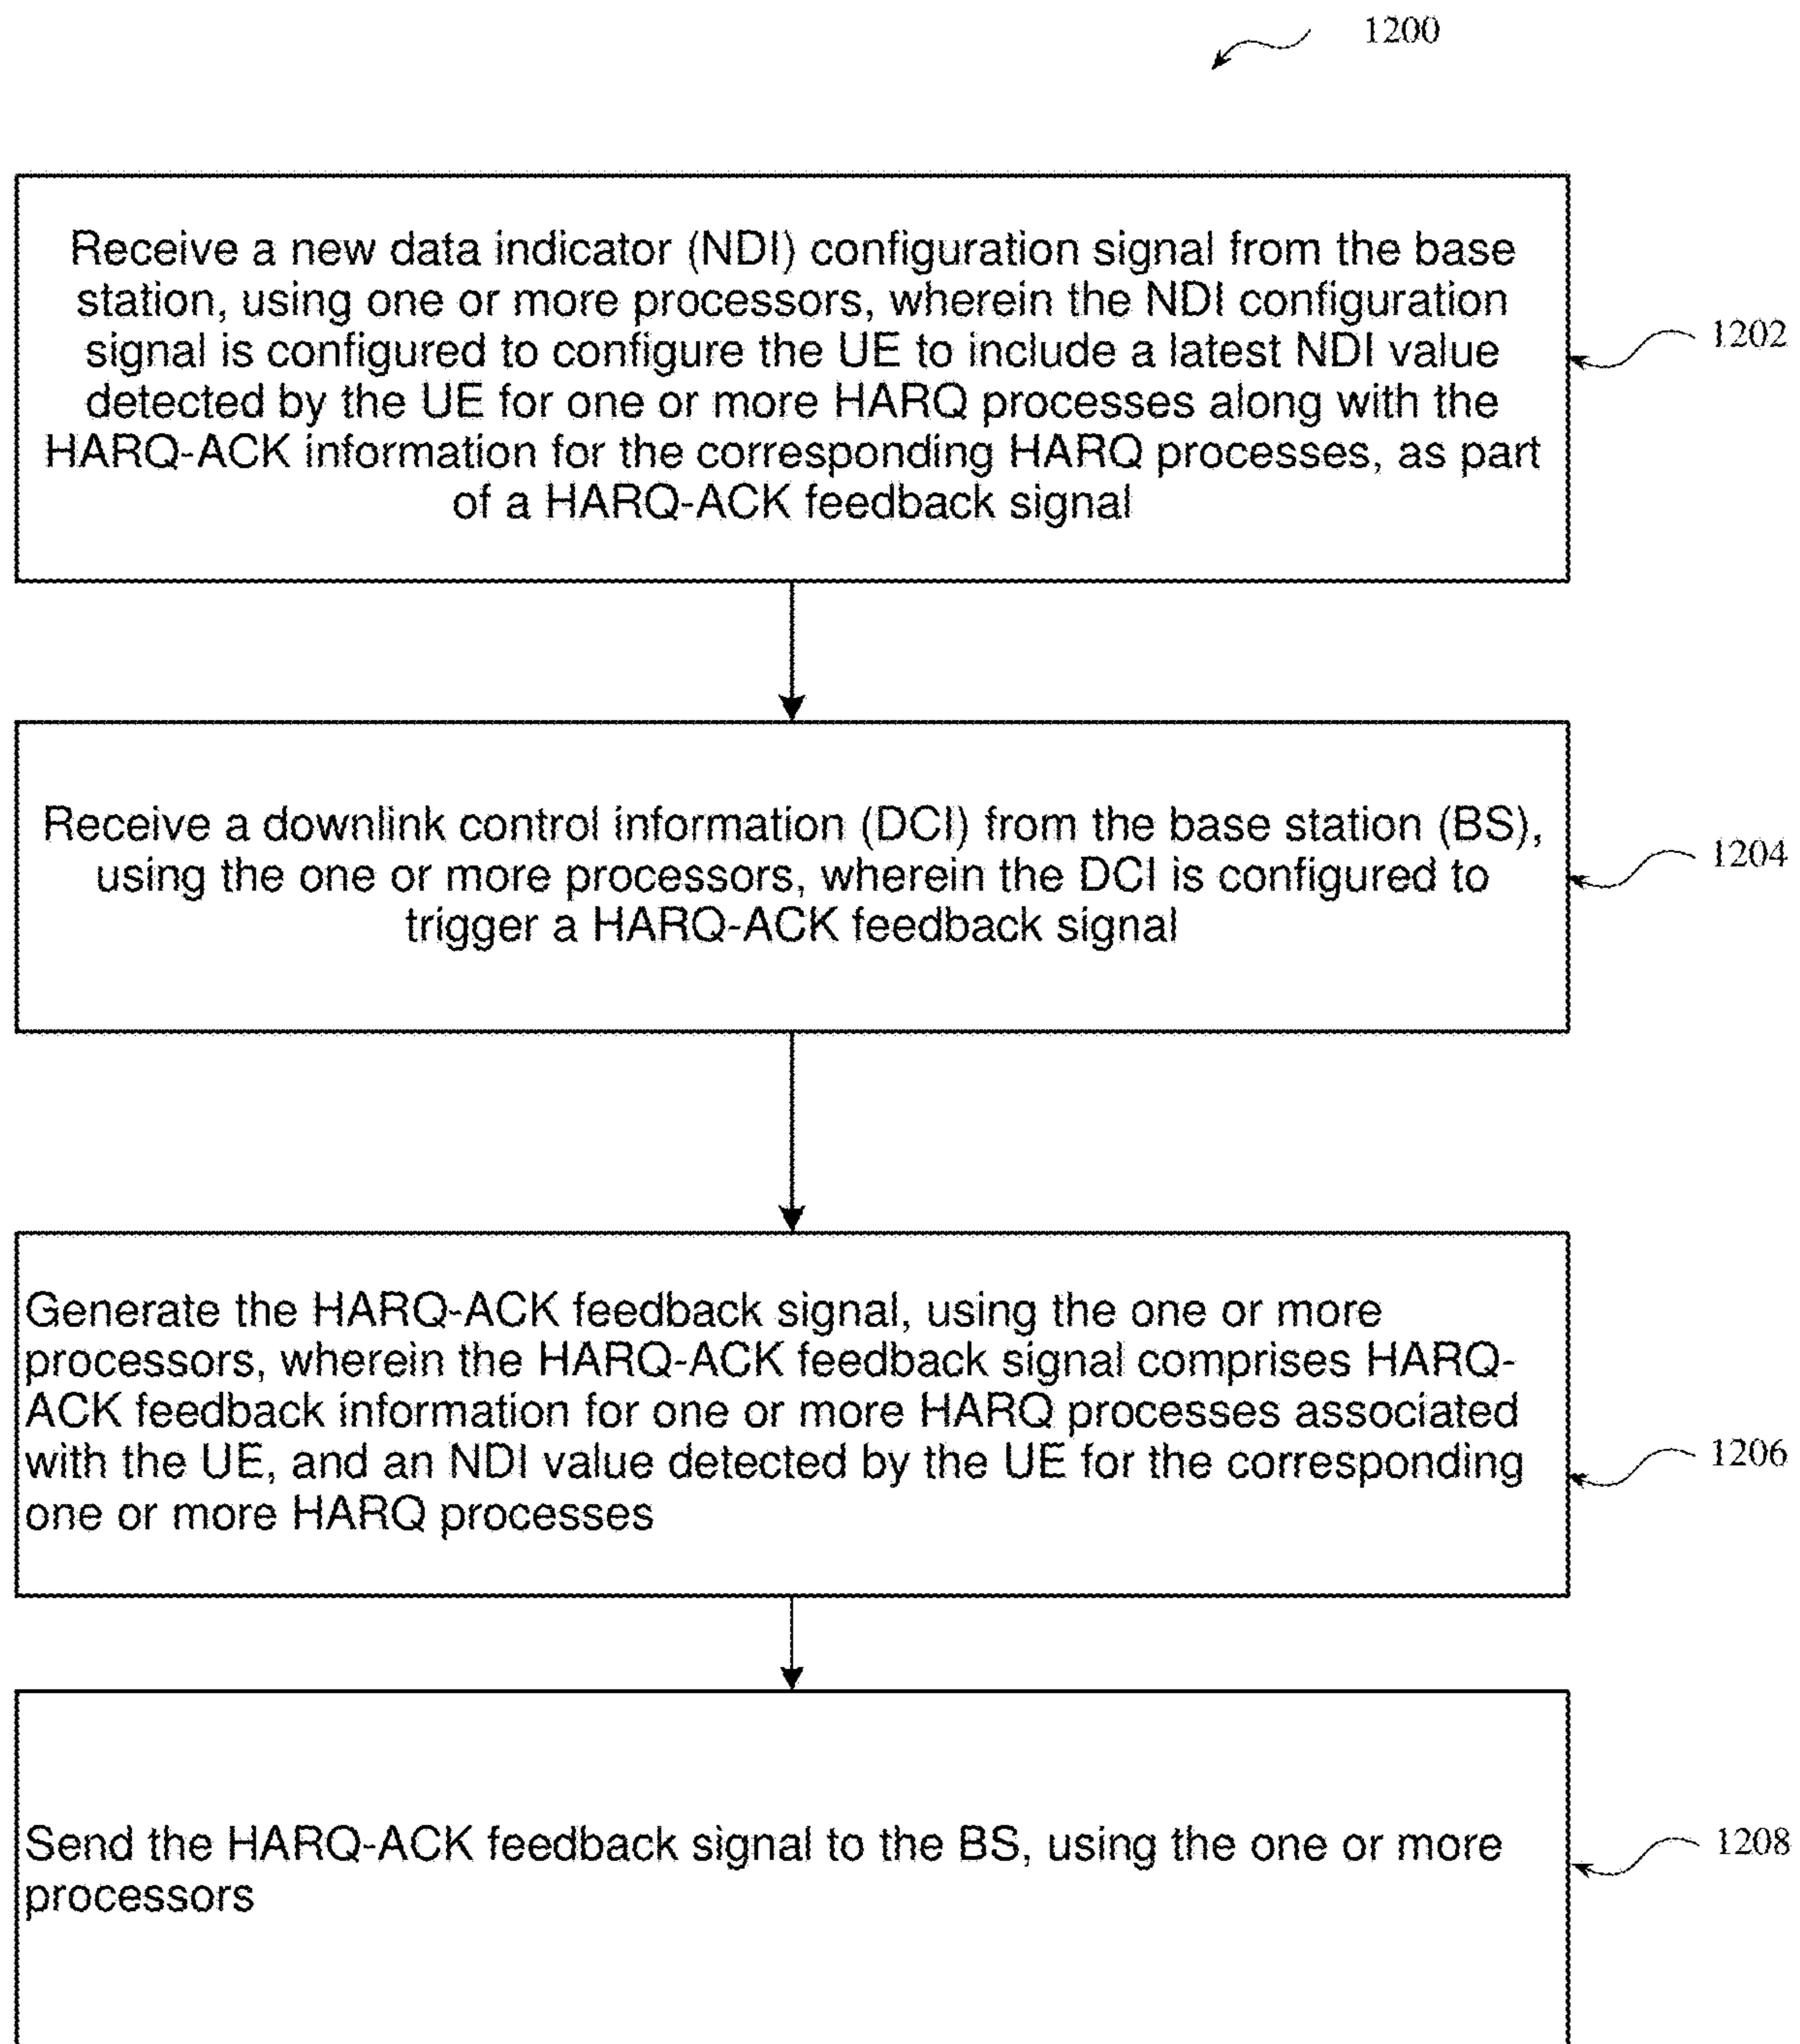 1200
Receive a new data indicator (NDI) configuration signal from the base
station, using one or more processors, wherein the NDI configuration
signal is configured to configure the UE to include a latest NDI value
detected by the UE for one or more HARQ processes along with the
HARQ-ACK information for the corresponding HARQ processes, as part
of a HARQ-ACK feedback signal
1202
Receive a downlink control information (DCI) from the base station (BS),
using the one or more processors, wherein the DCI is configured to
trigger a HARQ-ACK feedback signal
1204
Generate the HARQ-ACK feedback signal, using the one or more
processors, wherein the HARQ-ACK feedback signal comprises HARQ-
ACK feedback information for one or more HARQ processes associated
with the UE, and an NDI value detected by the UE for the corresponding
one or more HARQ processes
1206
Send the HARQ-ACK feedback signal to the BS, using the one or more
processors
1208